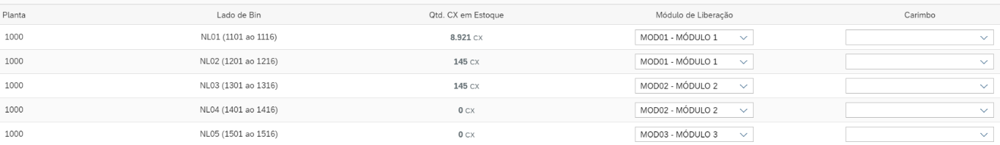 Planta Lado de Bin Qtd. CX em Estoque Módulo de Liberação Carimbo
1000 NL01 (1101 ao 1116) 8.921 CX MOD01 - MÓDULO 1
1000 NL02 (1201 ao 1216) 145 CX MOD01 - MÓDULO 1
1000 NL03 (1301 ao 1316) 145 CX MOD02 - MÓDULO 2
1000 NL04 (1401 ao 1416) 0 CX MOD02 - MÓDULO 2
1000 NL05 (1501 ao 1516) 0 CX MOD03 - MÓDULO 3